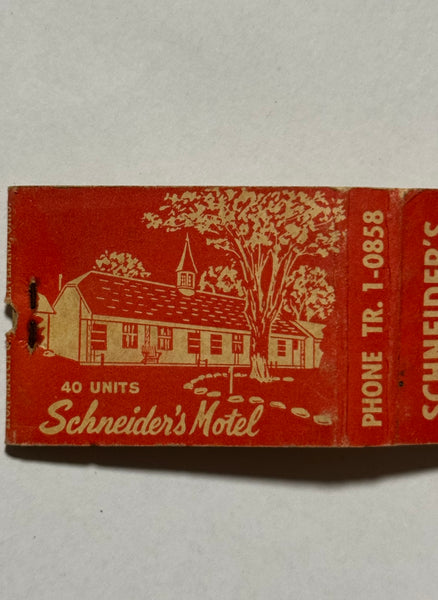 40 UNITS
Schneider's Motel
PHONE TR. 1-0858
SCHNEIDER'S